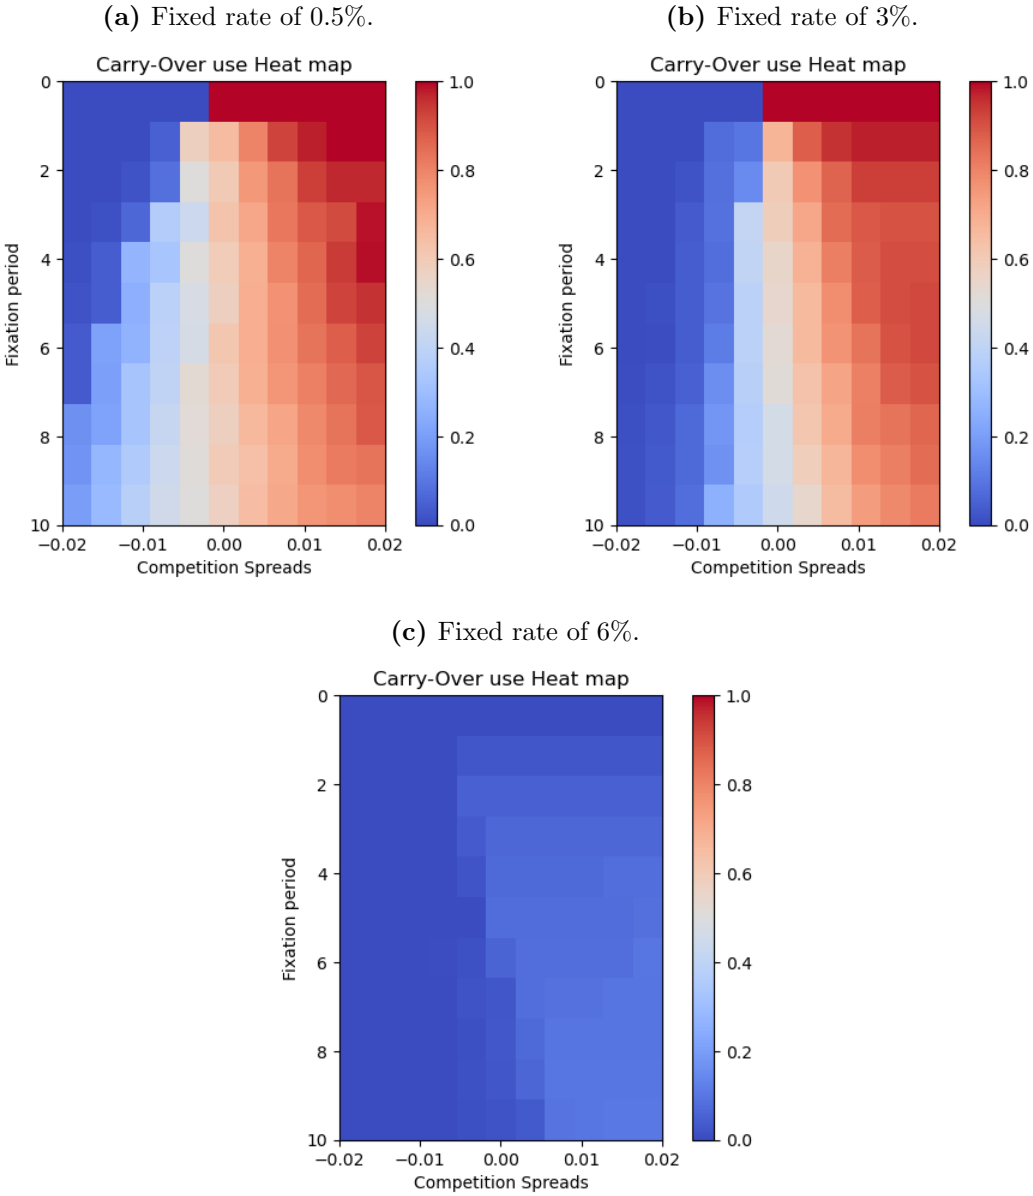 (a) Fixed rate of 0.5%.
Carry-Over use Heat map
0
2
4
6
8
10
Fixation period
−0.02 −0.01 0.00 0.01 0.02
Competition Spreads
1.0
0.8
0.6
0.4
0.2
0.0
(b) Fixed rate of 3%.
Carry-Over use Heat map
0
2
4
6
8
10
Fixation period
−0.02 −0.01 0.00 0.01 0.02
Competition Spreads
1.0
0.8
0.6
0.4
0.2
0.0
(c) Fixed rate of 6%.
Carry-Over use Heat map
0
2
4
6
8
10
Fixation period
−0.02 −0.01 0.00 0.01 0.02
Competition Spreads
1.0
0.8
0.6
0.4
0.2
0.0